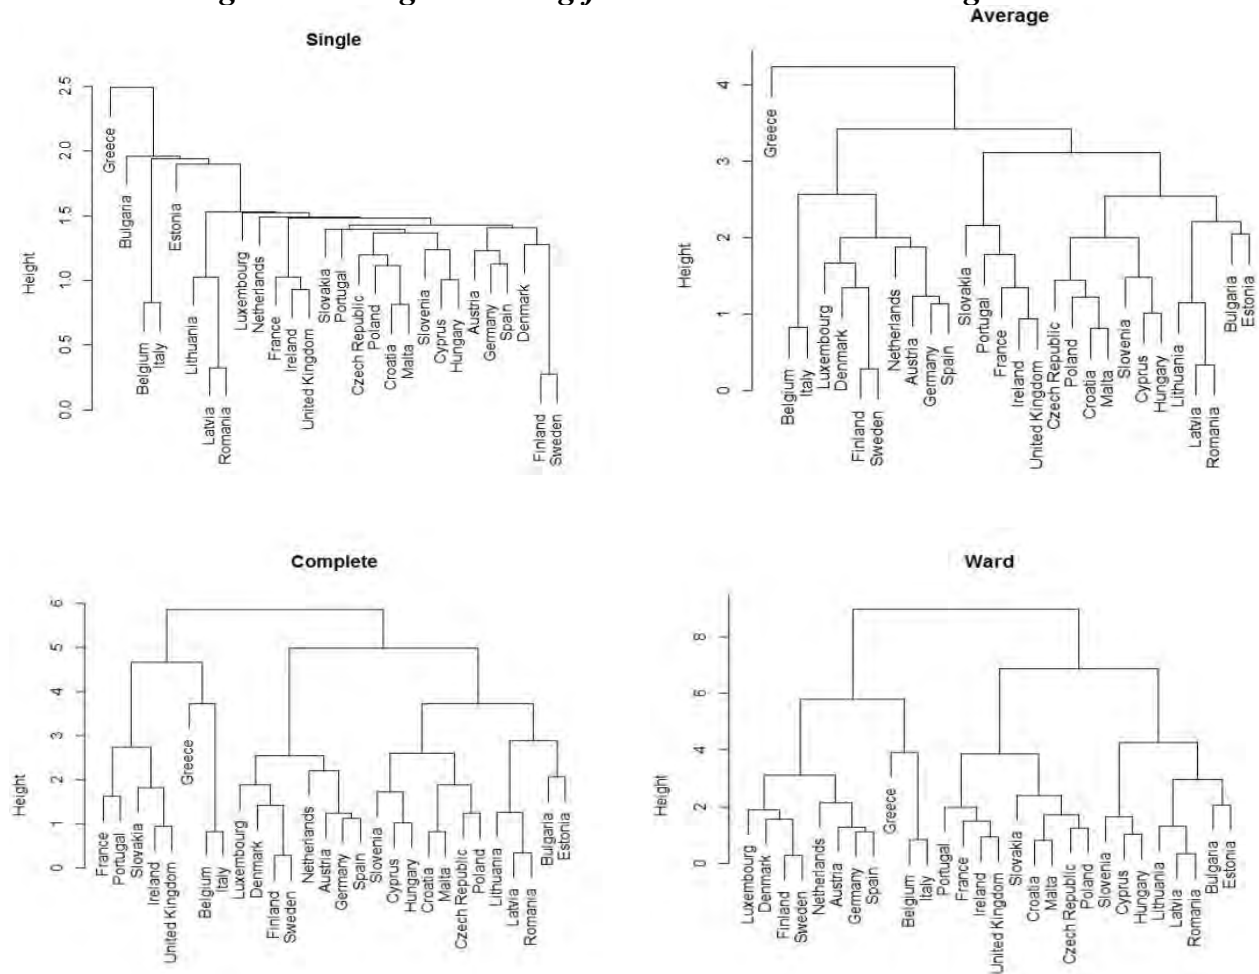 Single
Height
0.0
0.5
1.0
1.5
2.0
2.5
Greece
Bulgaria
Belgium
Italy
Estonia
Lithuania
Latvia
Romania
Luxembourg
Netherlands
France
Ireland
United Kingdom
Slovakia
Portugal
Czech Republic
Poland
Croatia
Malta
Slovenia
Cyprus
Hungary
Austria
Germany
Spain
Denmark
Finland
Sweden
Average
Height
0
1
2
3
4
Greece
Belgium
Italy
Luxembourg
Denmark
Finland
Sweden
Netherlands
Austria
Germany
Spain
Slovakia
Portugal
France
Ireland
United Kingdom
Czech Republic
Poland
Croatia
Malta
Slovenia
Cyprus
Hungary
Lithuania
Latvia
Romania
Bulgaria
Estonia
Complete
Height
0
1
2
3
4
5
6
France
Portugal
Slovakia
Ireland
United Kingdom
Greece
Belgium
Italy
Luxembourg
Denmark
Finland
Sweden
Netherlands
Austria
Germany
Spain
Slovenia
Cyprus
Hungary
Croatia
Malta
Czech Republic
Poland
Lithuania
Latvia
Romania
Bulgaria
Estonia
Ward
Height
0
2
4
6
8
Luxembourg
Denmark
Finland
Sweden
Netherlands
Austria
Germany
Spain
Greece
Belgium
Italy
Portugal
France
Ireland
United Kingdom
Slovakia
Croatia
Malta
Czech Republic
Poland
Slovenia
Cyprus
Hungary
Lithuania
Latvia
Romania
Bulgaria
Estonia